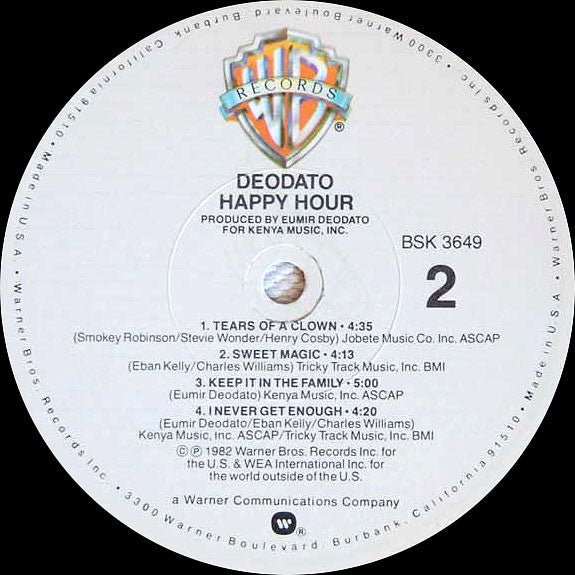 WB
RECORDS
®
DEODATO
HAPPY HOUR
PRODUCED BY EUMIR DEODATO
FOR KENYA MUSIC, INC.
BSK 3649
2
1. TEARS OF A CLOWN • 4:35
(Smokey Robinson/Stevie Wonder/Henry Cosby) Jobete Music Co. Inc. ASCAP
2. SWEET MAGIC • 4:13
(Eban Kelly/Charles Williams) Tricky Track Music, Inc. BMI
3. KEEP IT IN THE FAMILY • 5:00
(Eumir Deodato) Kenya Music, Inc. ASCAP
4. I NEVER GET ENOUGH • 4:20
(Eumir Deodato/Eban Kelly/Charles Williams)
Kenya Music, Inc. ASCAP/Tricky Track Music, Inc. BMI
© ℗ 1982 Warner Bros. Records Inc. for
the U.S. & WEA International Inc. for
the world outside of the U.S.
a Warner Communications Company
®
Warner Bros. Records Inc. • 3300 Warner Boulevard, Burbank, California 91510 • Made in U.S.A. • Warner Bros. Records Inc. • 3300 Warner Boulevard, Burbank, California 91510 • Made in U.S.A. •